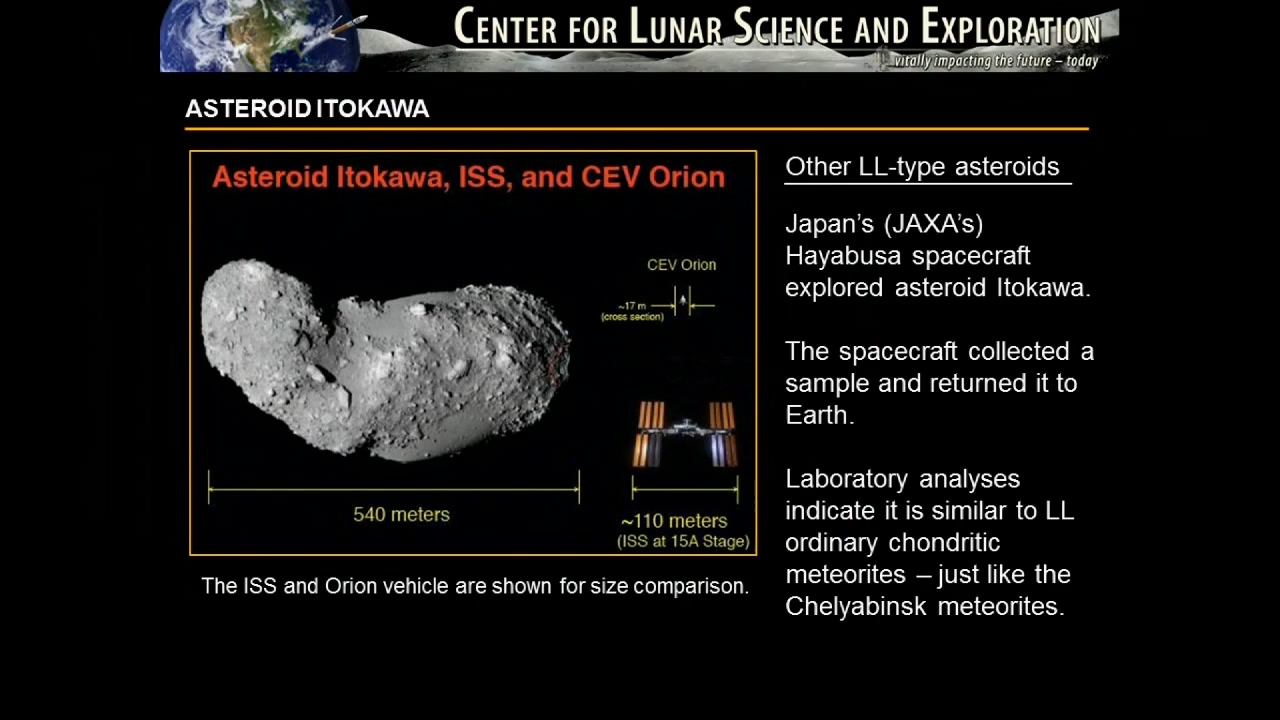 CENTER FOR LUNAR SCIENCE AND EXPLORATION
vitally impacting the future – today
ASTEROID ITOKAWA
Asteroid Itokawa, ISS, and CEV Orion
CEV Orion
~17 m
(cross section)
540 meters
~110 meters
(ISS at 15A Stage)
The ISS and Orion vehicle are shown for size comparison.
Other LL-type asteroids
Japan’s (JAXA’s)
Hayabusa spacecraft
explored asteroid Itokawa.
The spacecraft collected a
sample and returned it to
Earth.
Laboratory analyses
indicate it is similar to LL
ordinary chondritic
meteorites – just like the
Chelyabinsk meteorites.